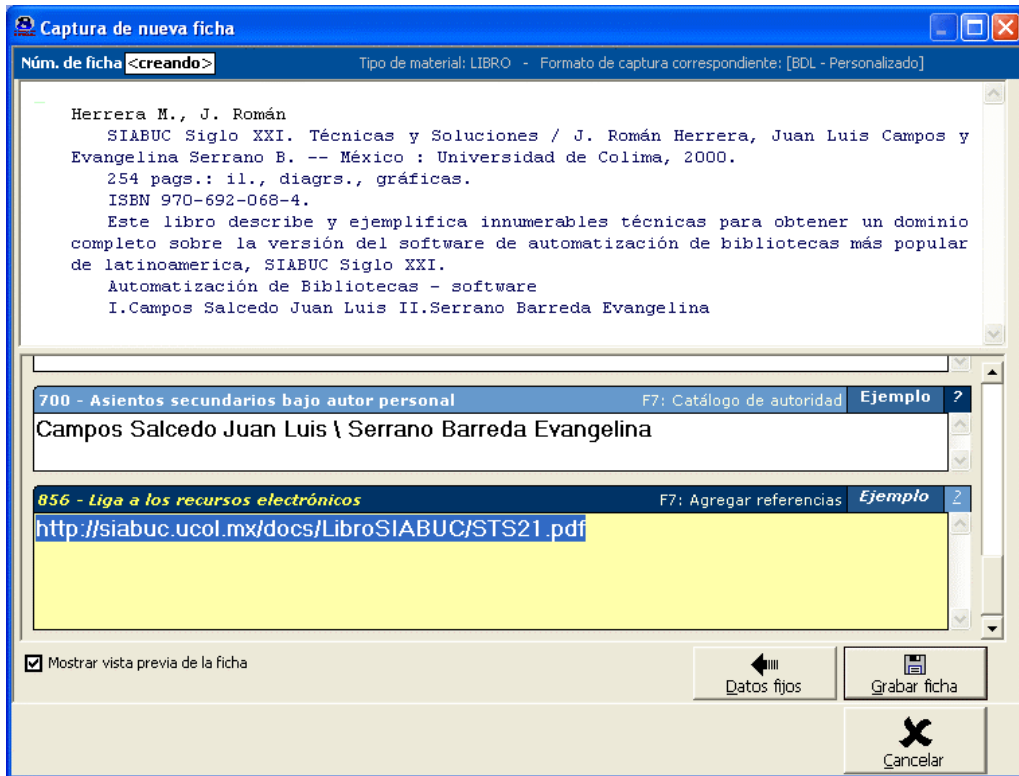 Captura de nueva ficha
Núm. de ficha <creando> Tipo de material: LIBRO - Formato de captura correspondiente: [BDL - Personalizado]
Herrera M., J. Román
SIABUC Siglo XXI. Técnicas y Soluciones / J. Román Herrera, Juan Luis Campos y
Evangelina Serrano B. -- México : Universidad de Colima, 2000.
254 pags.: il., diagrs., gráficas.
ISBN 970-692-068-4.
Este libro describe y ejemplifica innumerables técnicas para obtener un dominio
completo sobre la versión del software de automatización de bibliotecas más popular
de latinoamerica, SIABUC Siglo XXI.
Automatización de Bibliotecas - software
I.Campos Salcedo Juan Luis II.Serrano Barreda Evangelina
700 - Asientos secundarios bajo autor personal F7: Catálogo de autoridad Ejemplo ?
Campos Salcedo Juan Luis \ Serrano Barreda Evangelina
856 - Liga a los recursos electrónicos F7: Agregar referencias Ejemplo ?
http://siabuc.ucol.mx/docs/LibroSIABUC/STS21.pdf
Mostrar vista previa de la ficha
Datos fijos
Grabar ficha
Cancelar